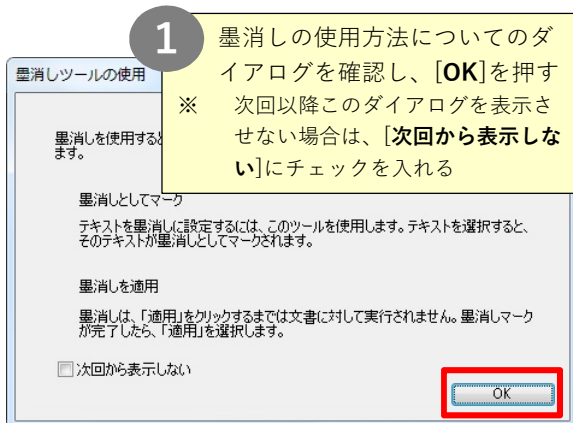 1
墨消しの使用方法についてのダ
イアログを確認し、[OK]を押す
※ 次回以降このダイアログを表示さ
せない場合は、[次回から表示しな
い]にチェックを入れる
墨消しツールの使用
墨消しを使用すると
ます。
墨消しとしてマーク
テキストを墨消しに設定するには、このツールを使用します。テキストを選択すると、
そのテキストが墨消しとしてマークされます。
墨消しを適用
墨消しは、「適用」をクリックするまでは文書に対して実行されません。墨消しマーク
が完了したら、「適用」を選択します。
次回から表示しない
OK